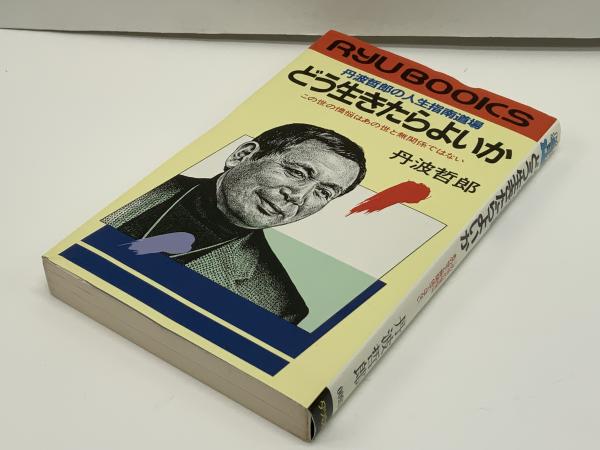 RYU BOOKS
丹波哲郎の人生指南道場
どう生きたらよいか
この世の懊悩はあの世と無関係ではない
丹波哲郎
どう生きたらよいか
丹波哲郎